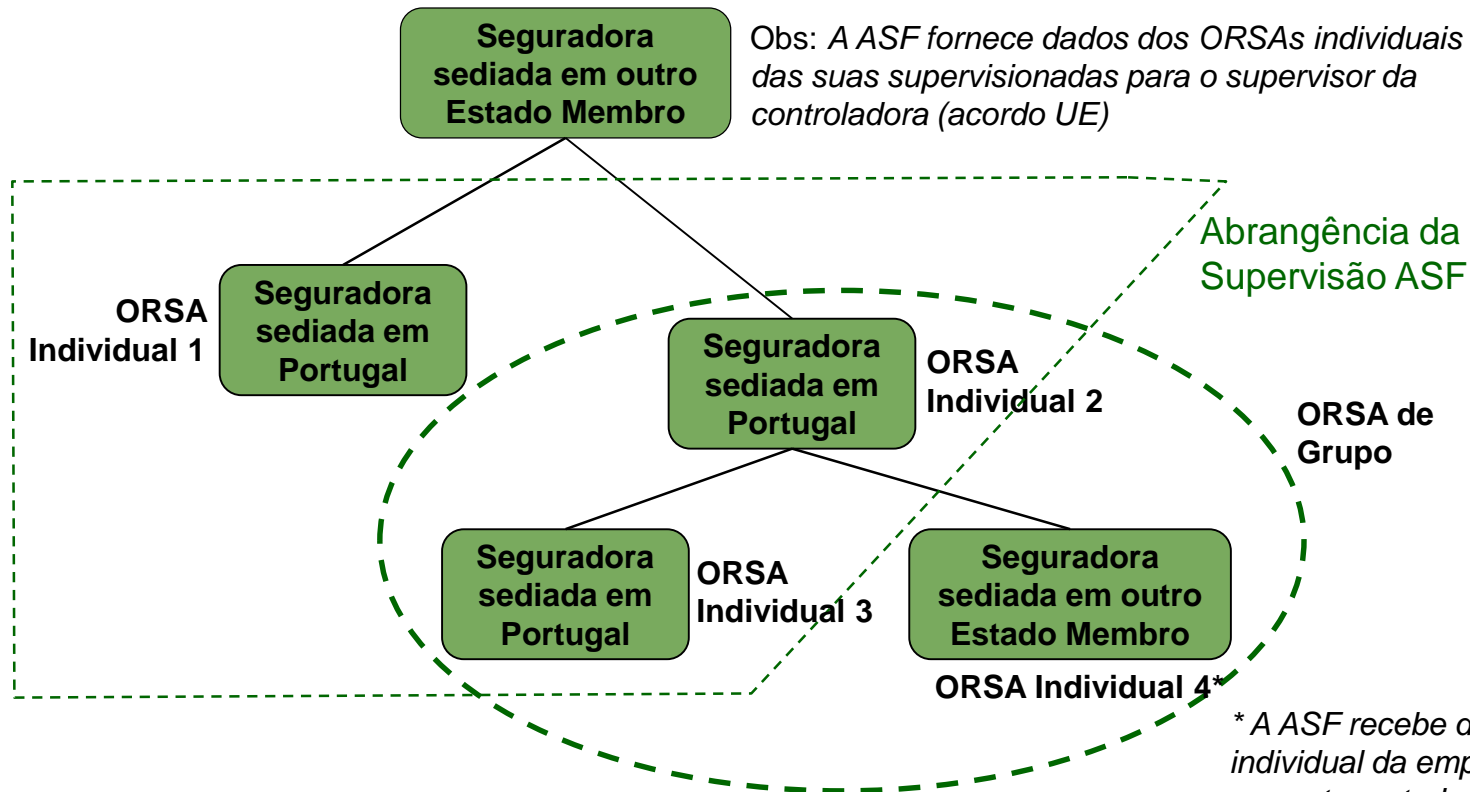 Seguradora
sediada em outro
Estado Membro
Obs: A ASF fornece dados dos ORSAs individuais
das suas supervisionadas para o supervisor da
controladora (acordo UE)
Abrangência da
Supervisão ASF
ORSA
Individual 1
Seguradora
sediada em
Portugal
Seguradora
sediada em
Portugal
ORSA
Individual 2
ORSA de
Grupo
Seguradora
sediada em
Portugal
ORSA
Individual 3
Seguradora
sediada em outro
Estado Membro
ORSA Individual 4*
* A ASF recebe
individual da